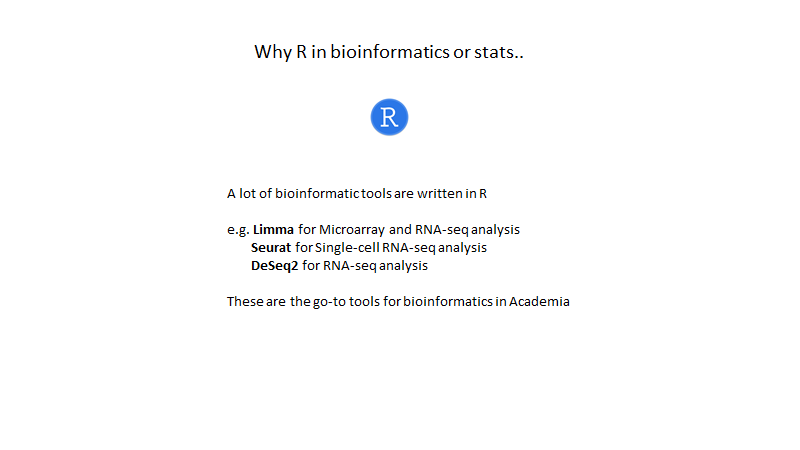 Why R in bioinformatics or stats..
R
A lot of bioinformatic tools are written in R
e.g. Limma for Microarray and RNA-seq analysis
Seurat for Single-cell RNA-seq analysis
DeSeq2 for RNA-seq analysis
These are the go-to tools for bioinformatics in Academia